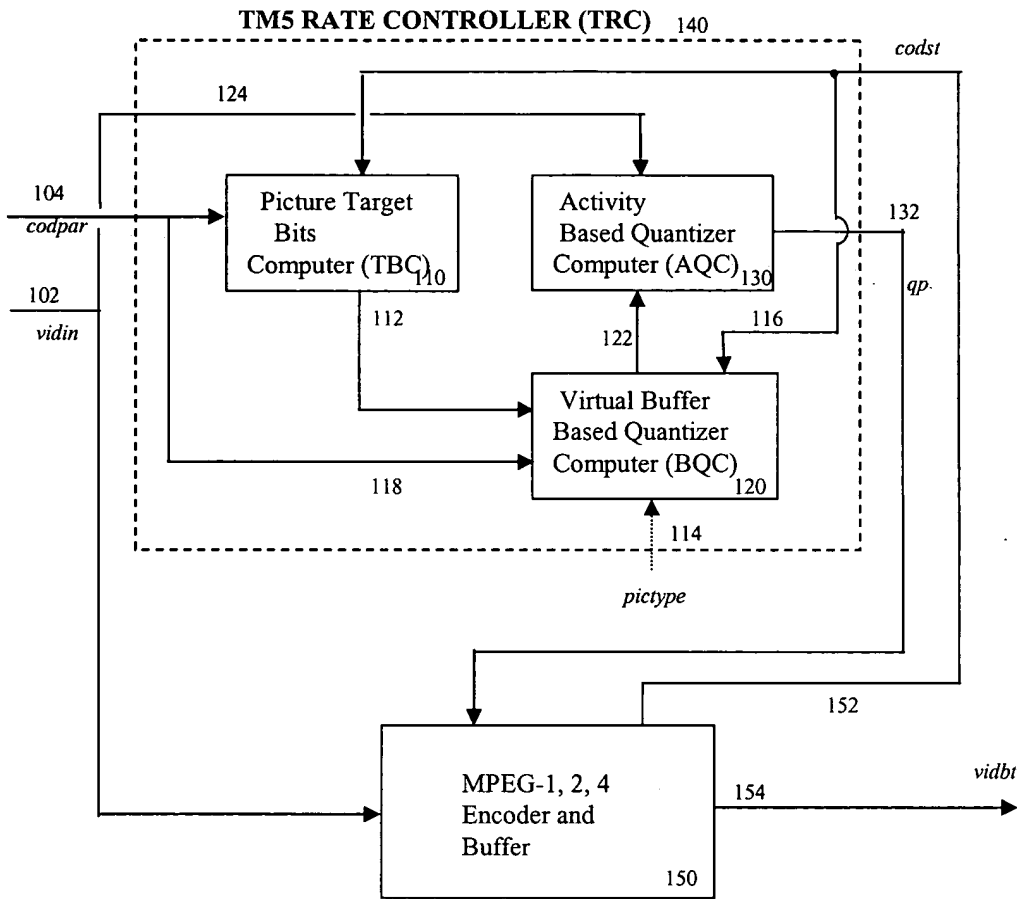 TM5 RATE CONTROLLER (TRC)
140
codst
124
104
codpar
Picture Target
Bits
Computer (TBC)
110
Activity
Based Quantizer
Computer (AQC)
130
132
qp
102
vidin
112
122
116
Virtual Buffer
Based Quantizer
Computer (BQC)
120
118
114
pictype
152
MPEG-1, 2, 4
Encoder and
Buffer
150
154
vidbt